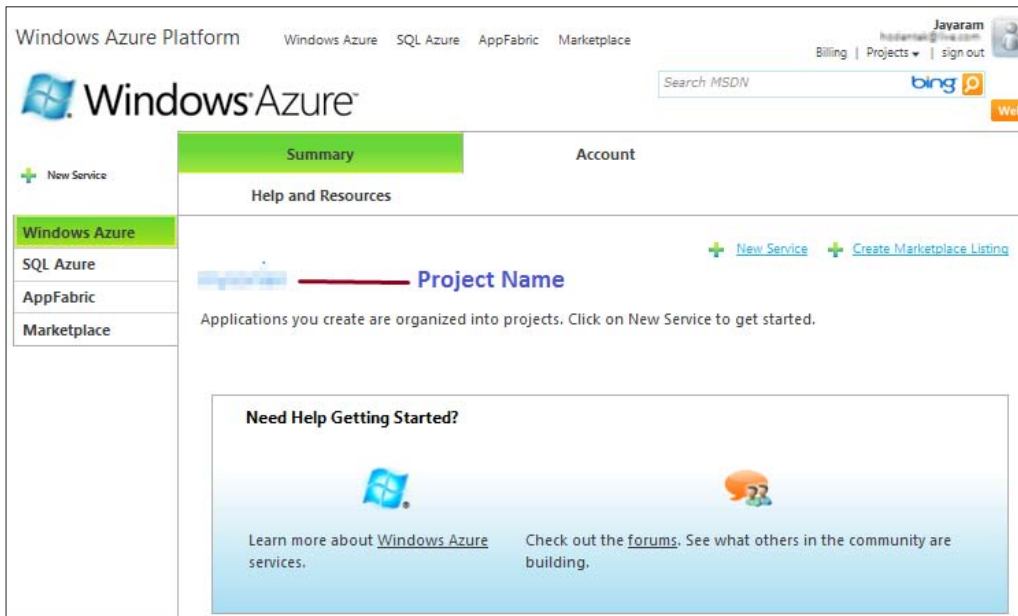 Windows Azure Platform Windows Azure SQL Azure AppFabric Marketplace
Jayaram
Billing | Projects | sign out
Windows Azure
Search MSDN bing
Wel
New Service
Summary Account
Help and Resources
Windows Azure
SQL Azure
AppFabric
Marketplace
New Service Create Marketplace Listing
Project Name
Applications you create are organized into projects. Click on New Service to get started.
Need Help Getting Started?
Learn more about Windows Azure
services.
Check out the forums. See what others in the community are
building.